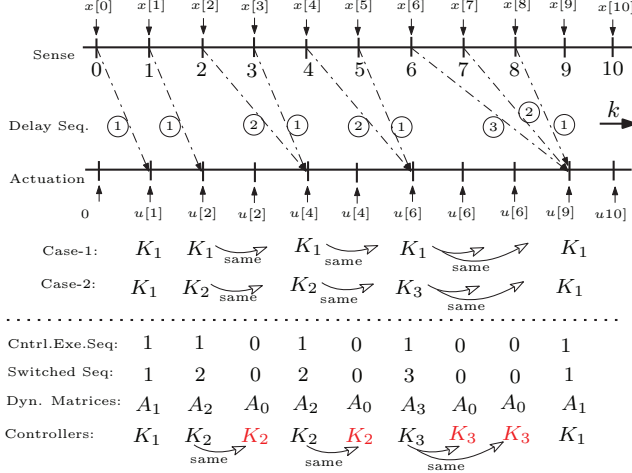 x[0] x[1] x[2] x[3] x[4] x[5] x[6] x[7] x[8] x[9] x[10]
Sense
0 1 2 3 4 5 6 7 8 9 10
Delay Seq. 1 1 2 1 2 1 3 2 1 k
Actuation
0 u[1] u[2] u[2] u[4] u[4] u[6] u[6] u[6] u[9] u10]
Case-1: K₁ K₁ K₁ K₁ K₁
same same same
Case-2: K₁ K₂ K₂ K₃ K₁
same same same
Cntrl.Exe.Seq: 1 1 0 1 0 1 0 0 1
Switched Seq: 1 2 0 2 0 3 0 0 1
Dyn. Matrices: A₁ A₂ A₀ A₂ A₀ A₃ A₀ A₀ A₁
Controllers: K₁ K₂ K₂ K₂ K₂ K₃ K₃ K₃ K₁
same same same